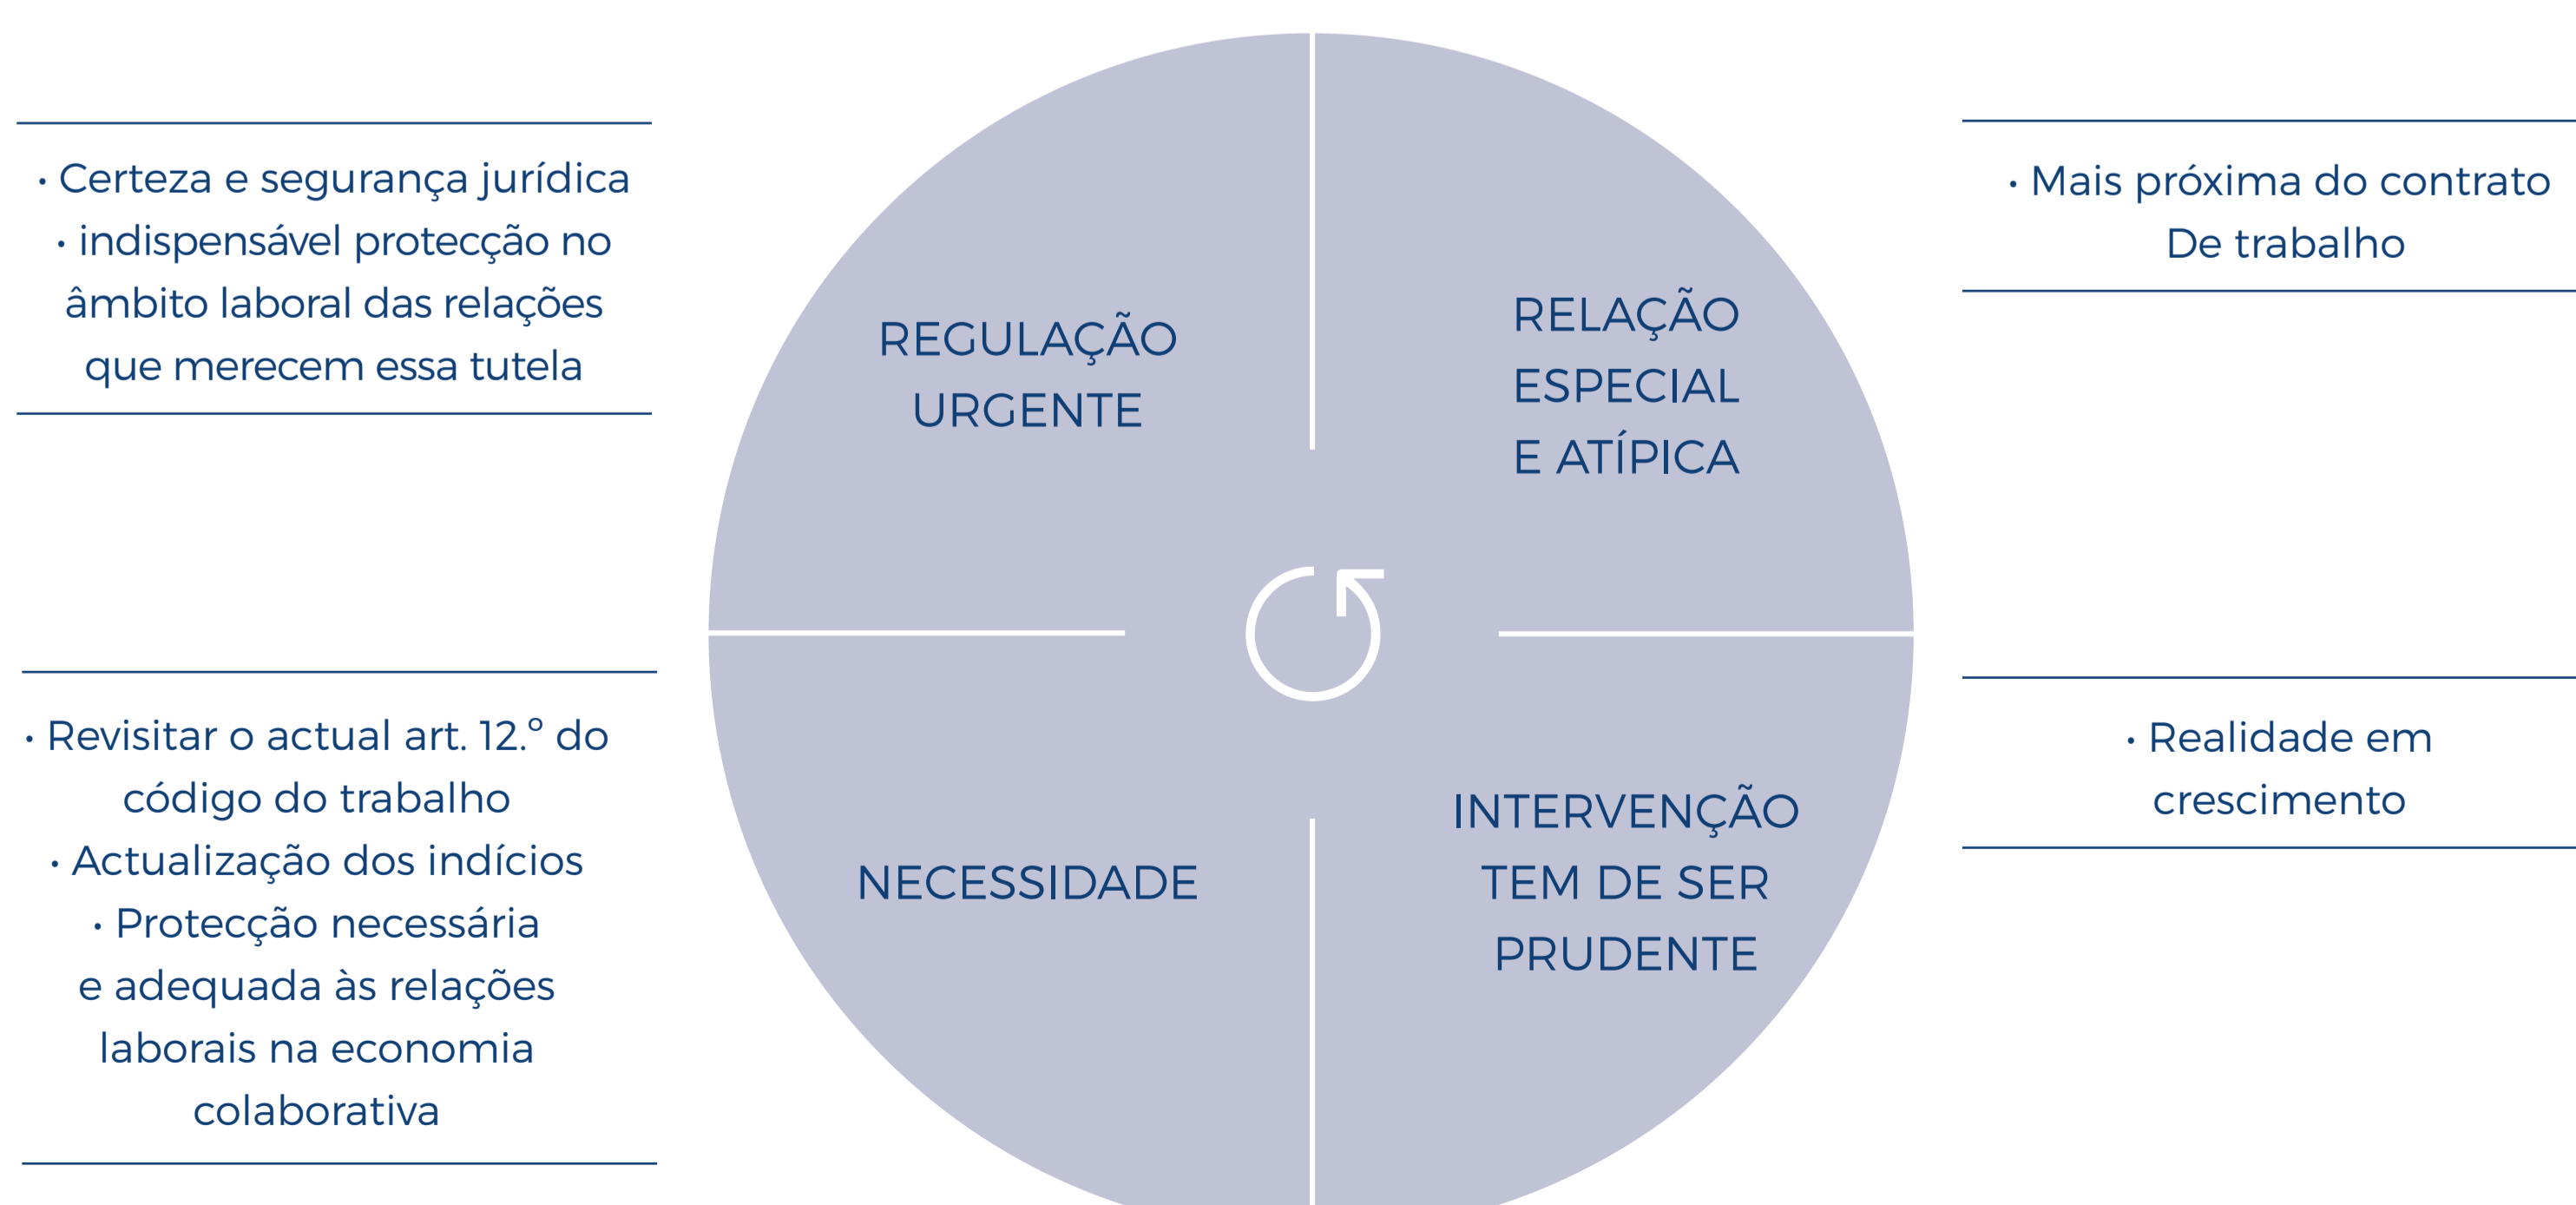 • Certeza e segurança jurídica
• indispensável protecção no
âmbito laboral das relações
que merecem essa tutela
REGULAÇÃO
URGENTE
RELAÇÃO
ESPECIAL
E ATÍPICA
• Mais próxima do contrato
De trabalho
• Revisitar o actual art. 12.º do
código do trabalho
• Actualização dos indícios
• Protecção necessária
e adequada às relações
laborais na economia
colaborativa
NECESSIDADE
INTERVENÇÃO
TEM DE SER
PRUDENTE
• Realidade em
crescimento